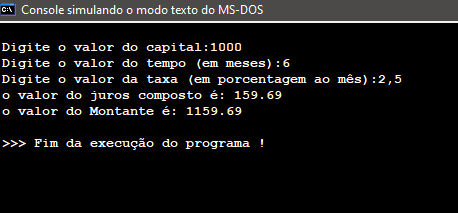 C:\
Console simulando o modo texto do MS-DOS
Digite o valor do capital:1000
Digite o valor do tempo (em meses):6
Digite o valor da taxa (em porcentagem ao mês):2,5
o valor do juros composto é: 159.69
o valor do Montante é: 1159.69
>>> Fim da execução do programa !